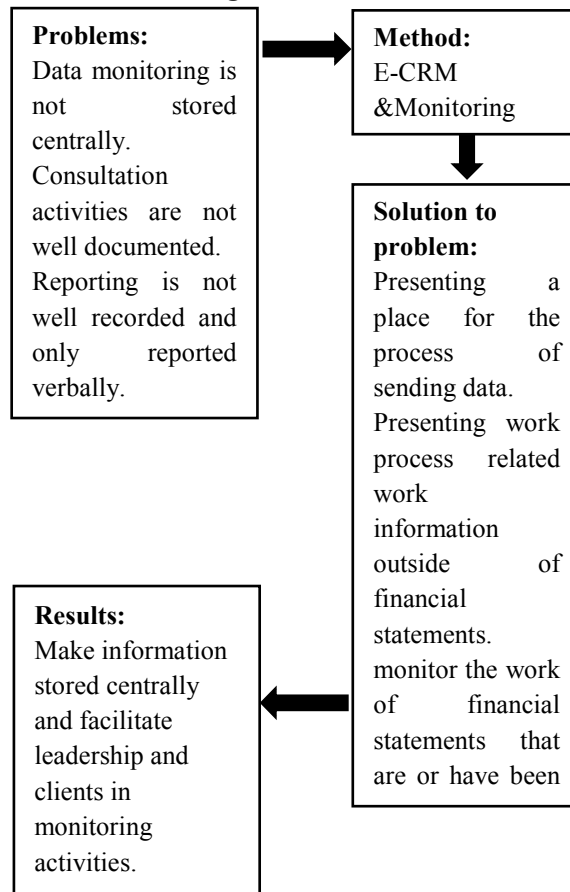 Problems:
Data monitoring is
not stored
centrally.
Consultation
activities are not
well documented.
Reporting is not
well recorded and
only reported
verbally.
Method:
E-CRM
&Monitoring
Solution to
problem:
Presenting a
place for the
process of
sending data.
Presenting work
process related
work
information
outside of
financial
statements.
monitor the work
of financial
statements that
are or have been
Results:
Make information
stored centrally
and facilitate
leadership and
clients in
monitoring
activities.